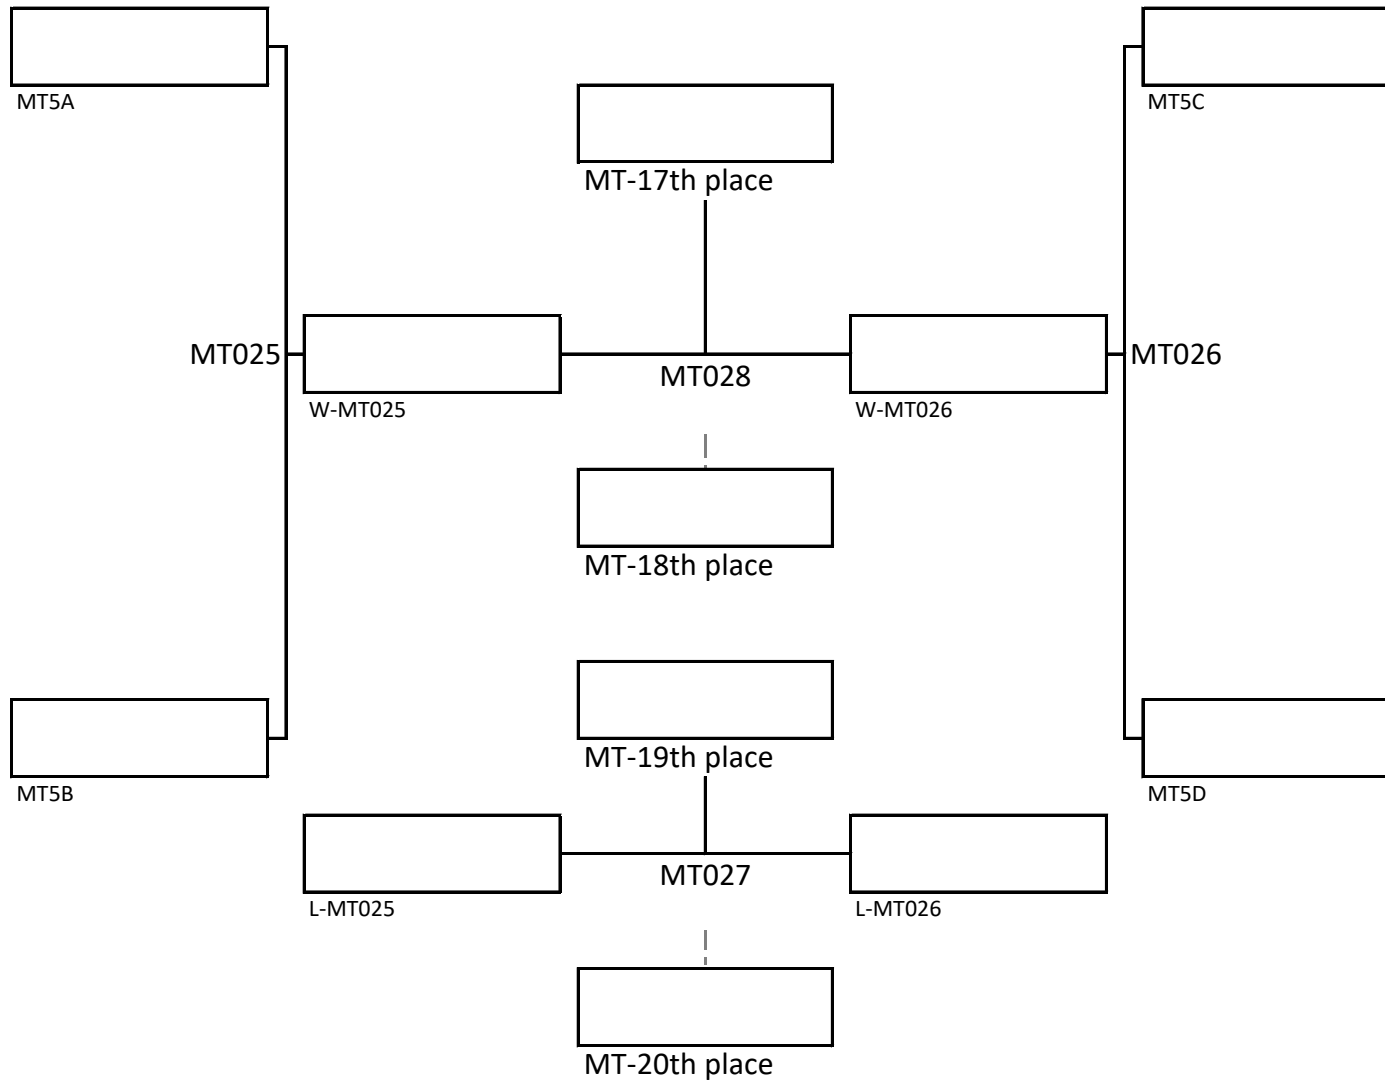 MT5A
MT5C
MT-17th place
MT025
MT026
MT028
W-MT025
W-MT026
MT-18th place
MT-19th place
MT5B
MT5D
MT027
L-MT025
L-MT026
MT-20th place